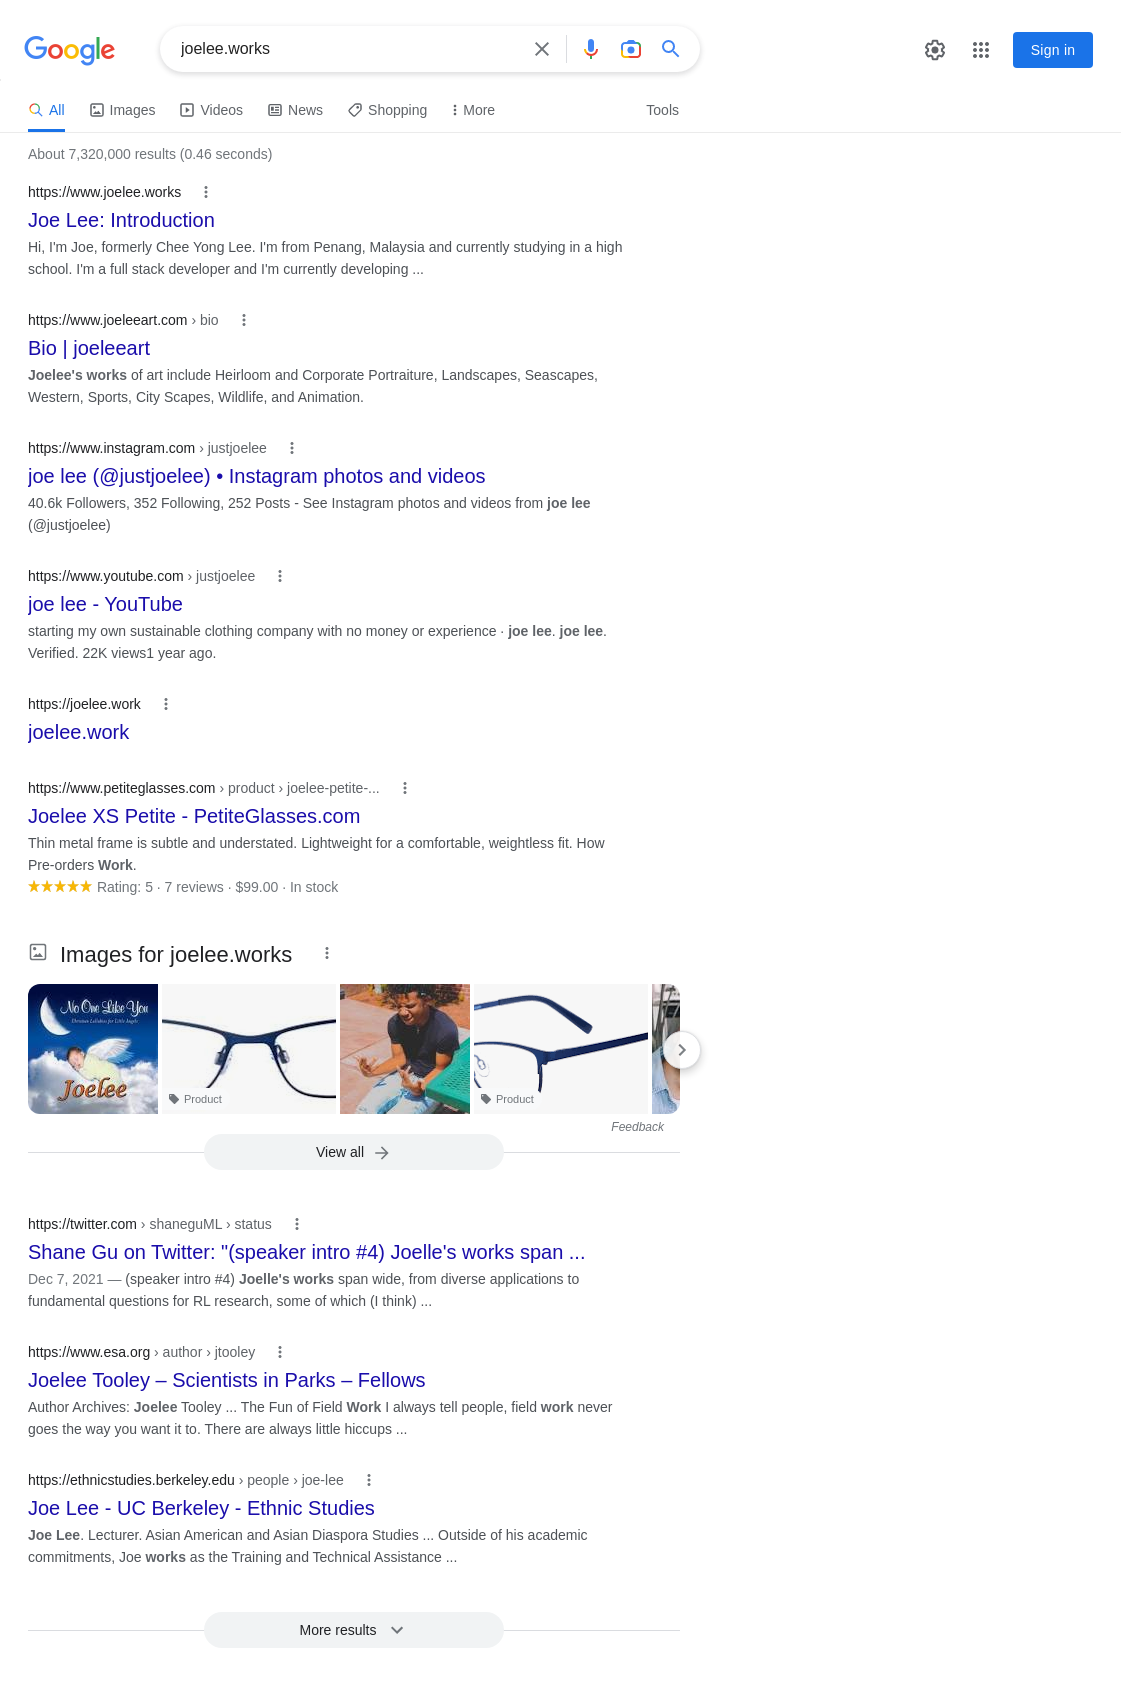 Google
joelee.works
Sign in
All
Images
Videos
News
Shopping
More
Tools
About 7,320,000 results (0.46 seconds)
https://www.joelee.works
Joe Lee: Introduction
Hi, I'm Joe, formerly Chee Yong Lee. I'm from Penang, Malaysia and currently studying in a high
school. I'm a full stack developer and I'm currently developing ...
https://www.joeleeart.com › bio
Bio | joeleeart
Joelee's works of art include Heirloom and Corporate Portraiture, Landscapes, Seascapes,
Western, Sports, City Scapes, Wildlife, and Animation.
https://www.instagram.com › justjoelee
joe lee (@justjoelee) • Instagram photos and videos
40.6k Followers, 352 Following, 252 Posts - See Instagram photos and videos from joe lee
(@justjoelee)
https://www.youtube.com › justjoelee
joe lee - YouTube
starting my own sustainable clothing company with no money or experience · joe lee. joe lee.
Verified. 22K views1 year ago.
https://joelee.work
joelee.work
https://www.petiteglasses.com › product › joelee-petite-...
Joelee XS Petite - PetiteGlasses.com
Thin metal frame is subtle and understated. Lightweight for a comfortable, weightless fit. How
Pre-orders Work.
Rating: 5 · 7 reviews · $99.00 · In stock
Images for joelee.works
No One Like You
Christian Lullabies for Little Angels
Joelee
Product
Product
Feedback
View all
https://twitter.com › shaneguML › status
Shane Gu on Twitter: "(speaker intro #4) Joelle's works span ...
Dec 7, 2021 — (speaker intro #4) Joelle's works span wide, from diverse applications to
fundamental questions for RL research, some of which (I think) ...
https://www.esa.org › author › jtooley
Joelee Tooley – Scientists in Parks – Fellows
Author Archives: Joelee Tooley ... The Fun of Field Work I always tell people, field work never
goes the way you want it to. There are always little hiccups ...
https://ethnicstudies.berkeley.edu › people › joe-lee
Joe Lee - UC Berkeley - Ethnic Studies
Joe Lee. Lecturer. Asian American and Asian Diaspora Studies ... Outside of his academic
commitments, Joe works as the Training and Technical Assistance ...
More results